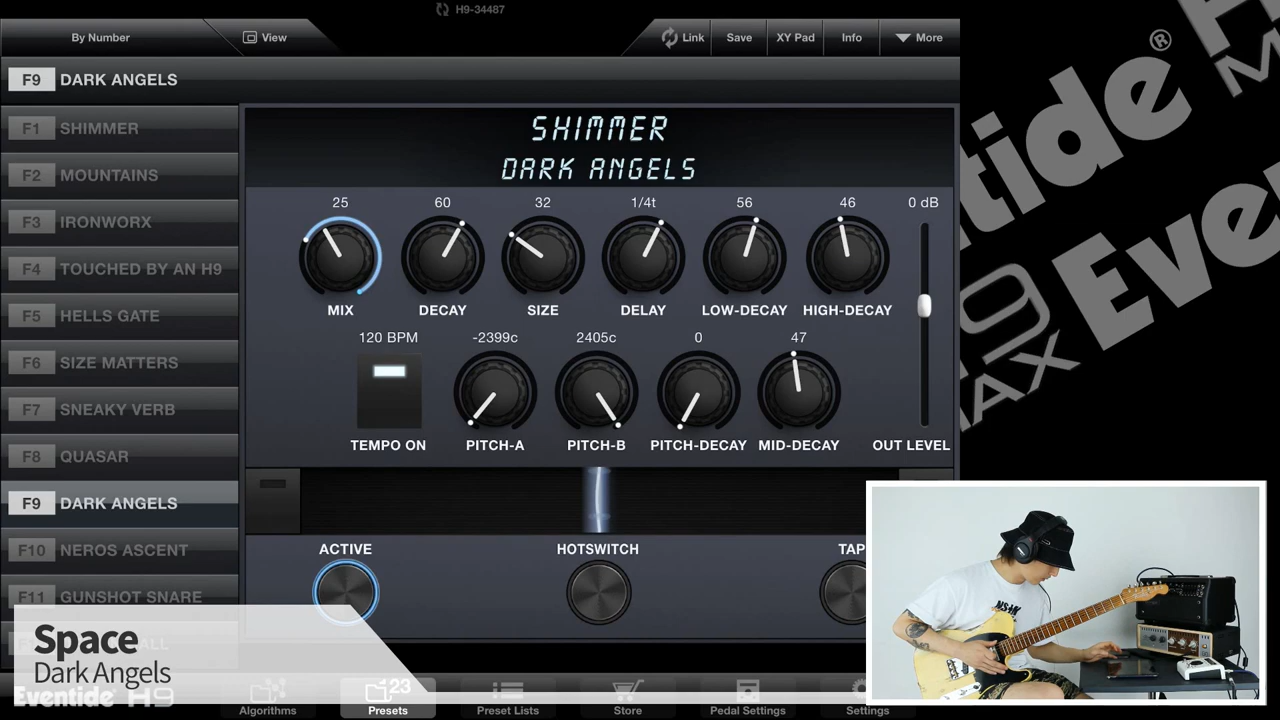 H9-34487
By Number
View
Link
Save
XY Pad
Info
More
F9 DARK ANGELS
F1 SHIMMER
F2 MOUNTAINS
F3 IRONWORX
F4 TOUCHED BY AN H9
F5 HELLS GATE
F6 SIZE MATTERS
F7 SNEAKY VERB
F8 QUASAR
F9 DARK ANGELS
F10 NEROS ASCENT
F11 GUNSHOT SNARE
SHIMMER
DARK ANGELS
25 60 32 1/4t 56 46 0 dB
MIX DECAY SIZE DELAY LOW-DECAY HIGH-DECAY
120 BPM -2399c 2405c 0 47
TEMPO ON PITCH-A PITCH-B PITCH-DECAY MID-DECAY OUT LEVEL
ACTIVE HOTSWITCH TAP
Space
Dark Angels
Eventide H9
Algorithms
23
Presets
Preset Lists
Store
Pedal Settings
Settings
tide®
Eve
9
MAX